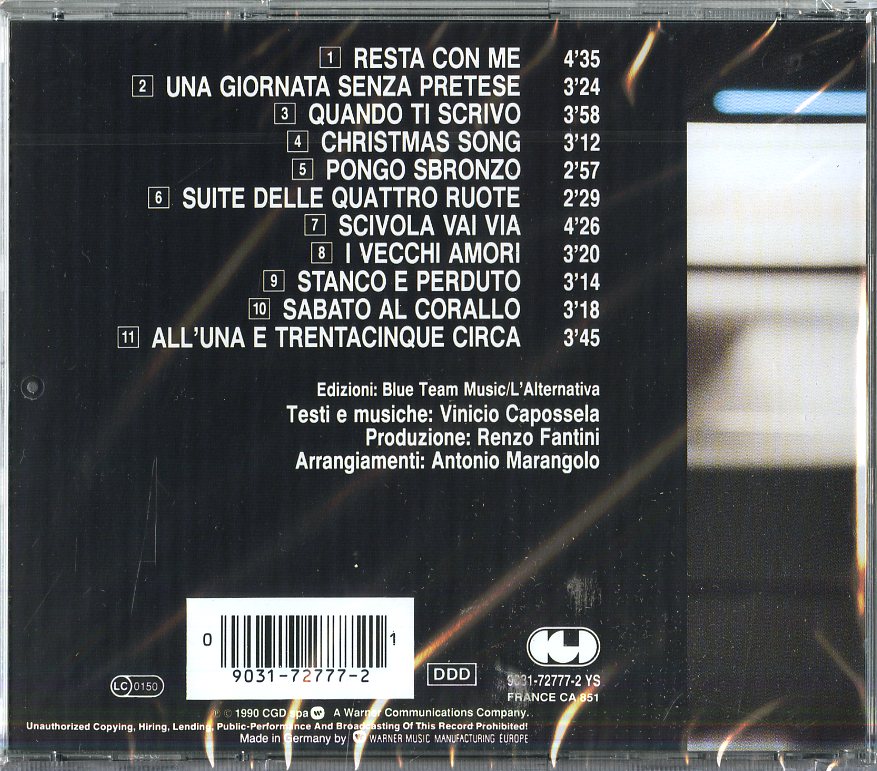 1 RESTA CON ME 4'35
2 UNA GIORNATA SENZA PRETESE 3'24
3 QUANDO TI SCRIVO 3'58
4 CHRISTMAS SONG 3'12
5 PONGO SBRONZO 2'57
6 SUITE DELLE QUATTRO RUOTE 2'29
7 SCIVOLA VAI VIA 4'26
8 I VECCHI AMORI 3'20
9 STANCO E PERDUTO 3'14
10 SABATO AL CORALLO 3'18
11 ALL'UNA E TRENTACINQUE CIRCA 3'45
Edizioni: Blue Team Music/L'Alternativa
Testi e musiche: Vinicio Capossela
Produzione: Renzo Fantini
Arrangiamenti: Antonio Marangolo
0 1
9031-72777-2
LC 0150
DDD
9031-72777-2 YS
FRANCE CA 851
℗ © 1990 CGD spa A Warner Communications Company.
Unauthorized Copying, Hiring, Lending, Public-Performance And Broadcasting Of This Record Prohibited!
Made in Germany by WARNER MUSIC MANUFACTURING EUROPE